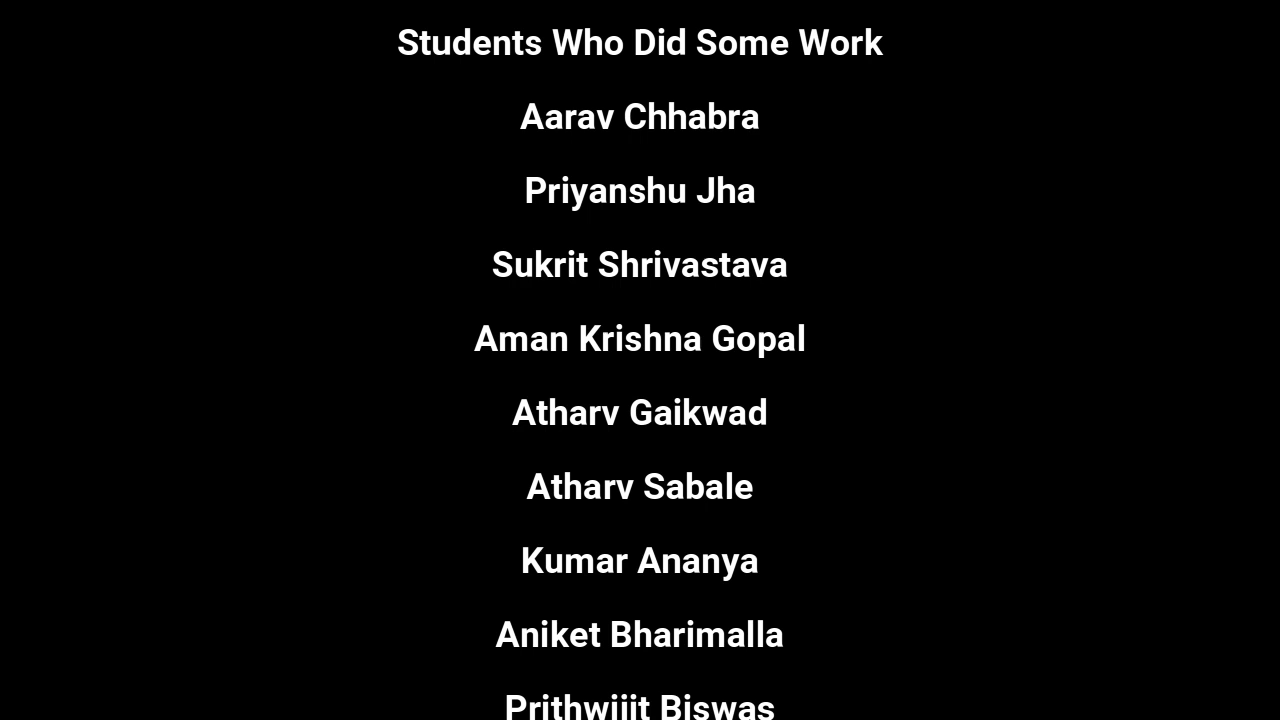 Students Who Did Some Work
Aarav Chhabra
Priyanshu Jha
Sukrit Shrivastava
Aman Krishna Gopal
Atharv Gaikwad
Atharv Sabale
Kumar Ananya
Aniket Bharimalla
Prithwijit Biswas